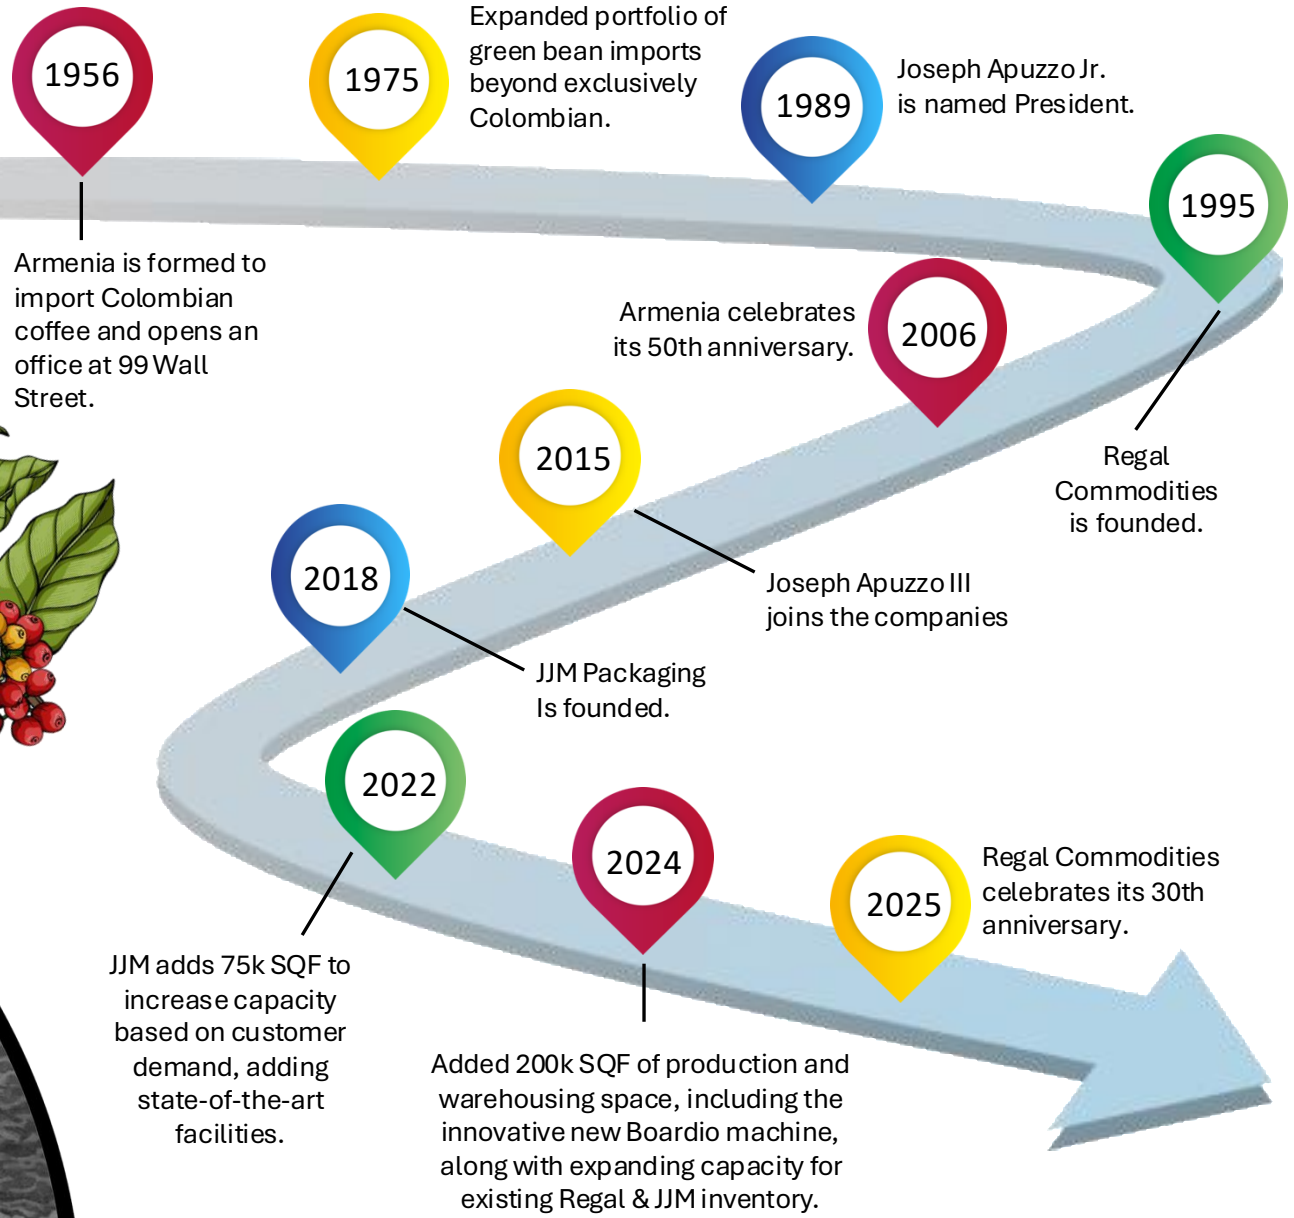 1956
Armenia is formed to
import Colombian
coffee and opens an
office at 99 Wall
Street.
1975
Expanded portfolio of
green bean imports
beyond exclusively
Colombian.
1989
Joseph Apuzzo Jr.
is named President.
1995
Regal
Commodities
is founded.
2006
Armenia celebrates
its 50th anniversary.
2015
Joseph Apuzzo III
joins the companies
2018
JJM Packaging
Is founded.
2022
JJM adds 75k SQF to
increase capacity
based on customer
demand, adding
state-of-the-art
facilities.
2024
Added 200k SQF of production and
warehousing space, including the
innovative new Boardio machine,
along with expanding capacity for
existing Regal & JJM inventory.
2025
Regal Commodities
celebrates its 30th
anniversary.